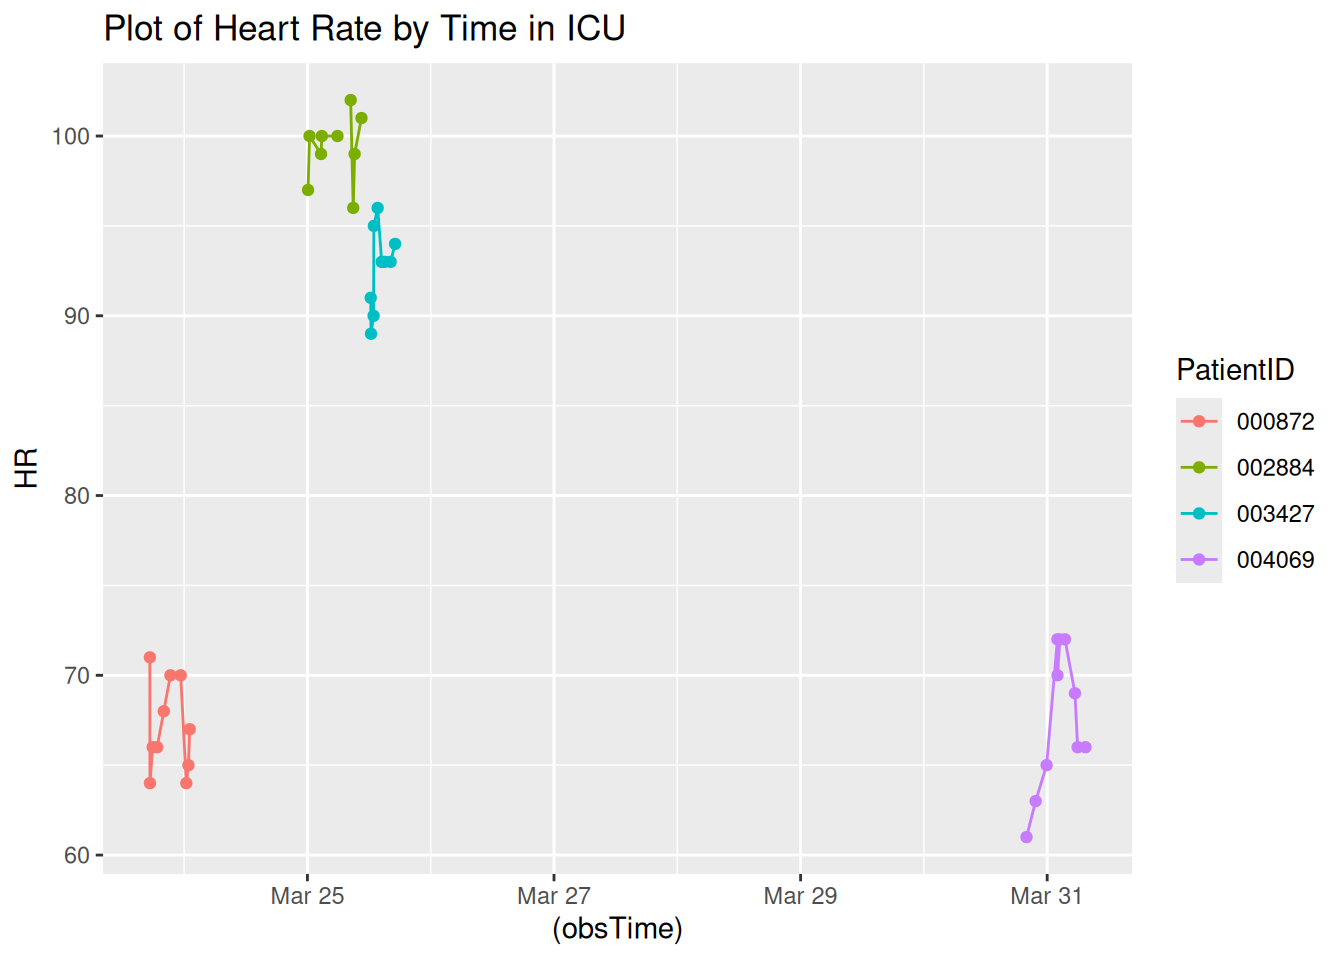 Plot of Heart Rate by Time in ICU
100
90
80
70
60
HR
Mar 25
Mar 27
Mar 29
Mar 31
(obsTime)
PatientID
000872
002884
003427
004069